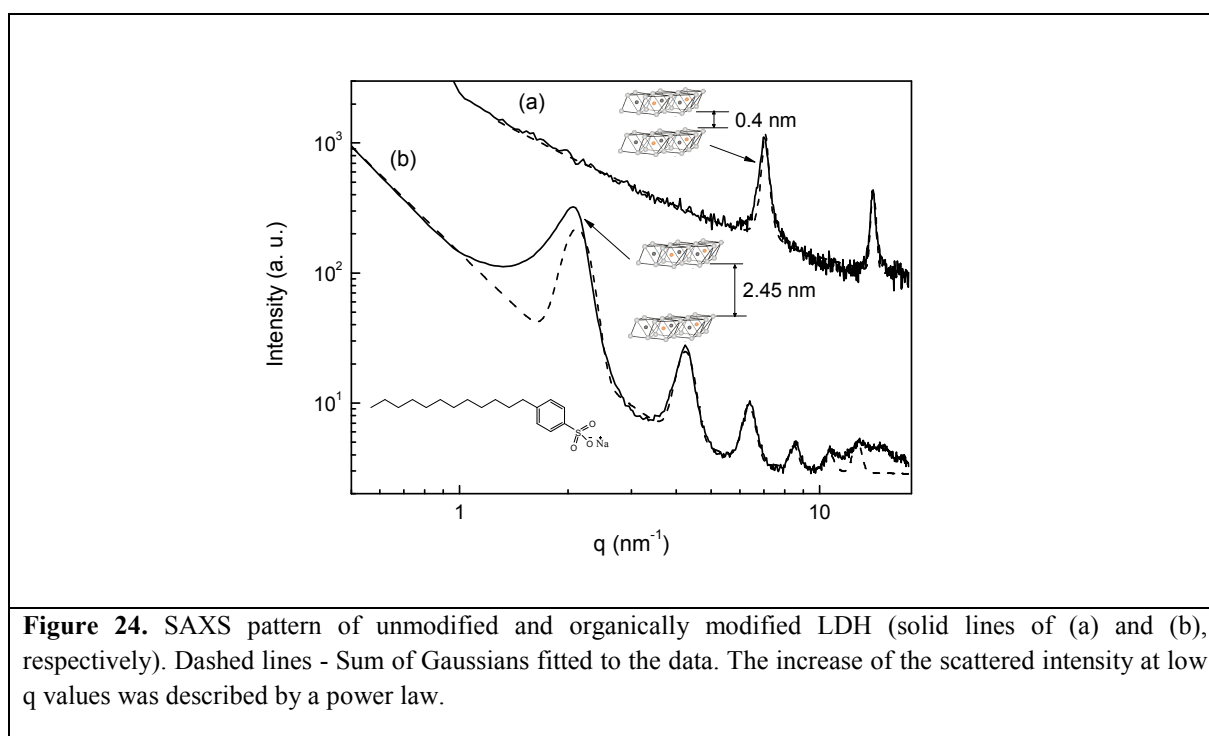 (a)
0.4 nm
10³
(b)
10²
2.45 nm
Intensity (a. u.)
10¹
O
S
O⁻ Na
O
1
10
q (nm⁻¹)
Figure 24. SAXS pattern of unmodified and organically modified LDH (solid lines of (a) and (b),
respectively). Dashed lines - Sum of Gaussians fitted to the data. The increase of the scattered intensity at low
q values was described by a power law.